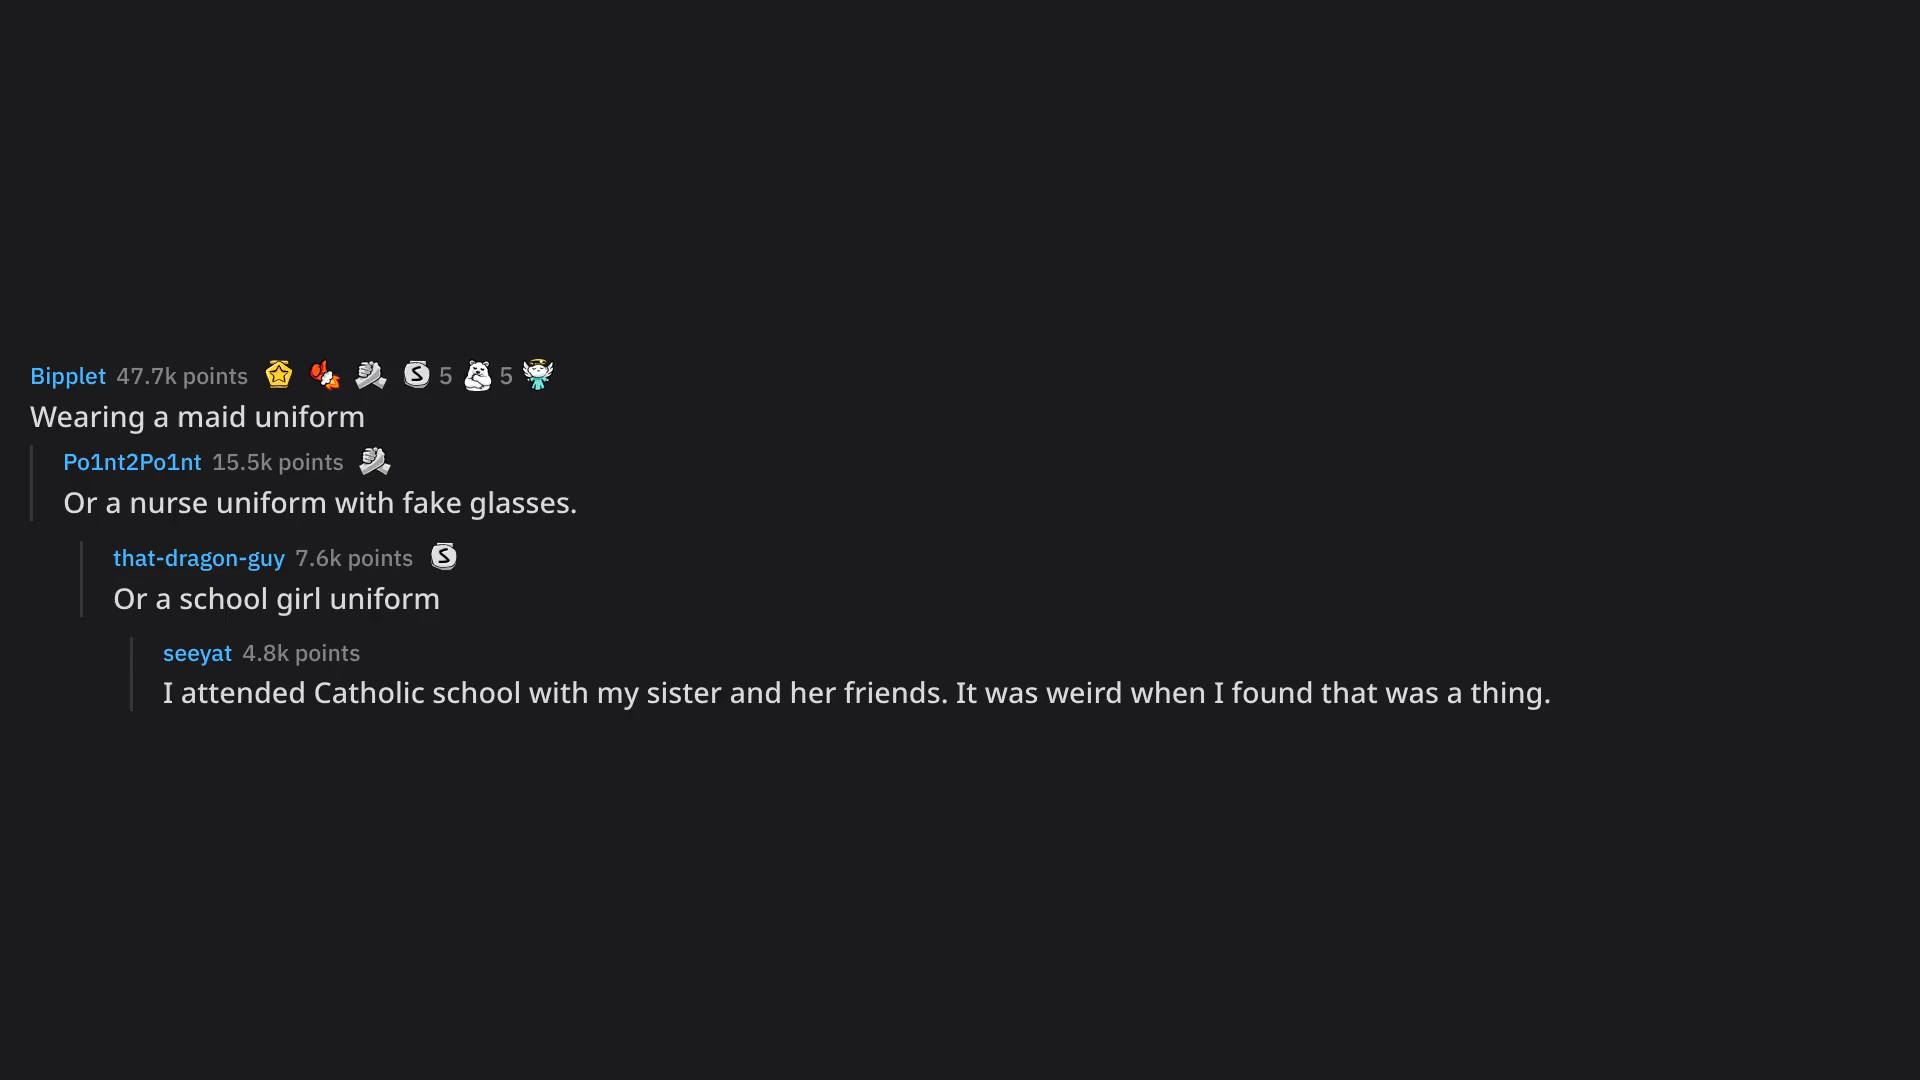 Bipplet 47.7k points 5 5
Wearing a maid uniform
Po1nt2Po1nt 15.5k points
Or a nurse uniform with fake glasses.
that-dragon-guy 7.6k points
Or a school girl uniform
seeyat 4.8k points
I attended Catholic school with my sister and her friends. It was weird when I found that was a thing.